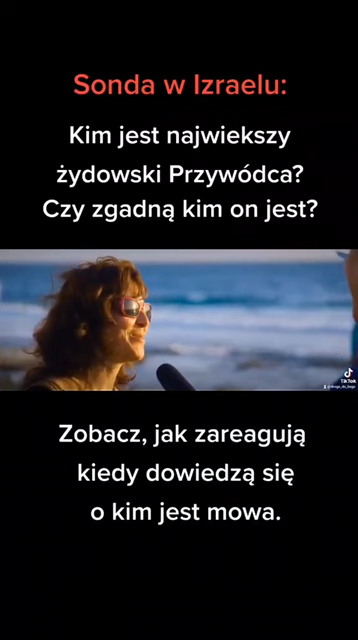 Sonda w Izraelu:
Kim jest najwiekszy
żydowski Przywódca?
Czy zgadną kim on jest?
TikTok
@droga_do_boga
Zobacz, jak zareagują
kiedy dowiedzą się
o kim jest mowa.